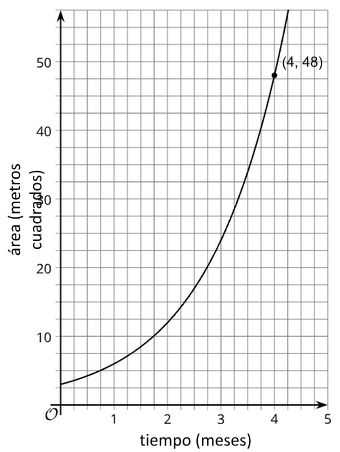 50
(4, 48)
40
30
20
10
área (metros
cuadrados)
O
1
2
3
4
5
tiempo (meses)